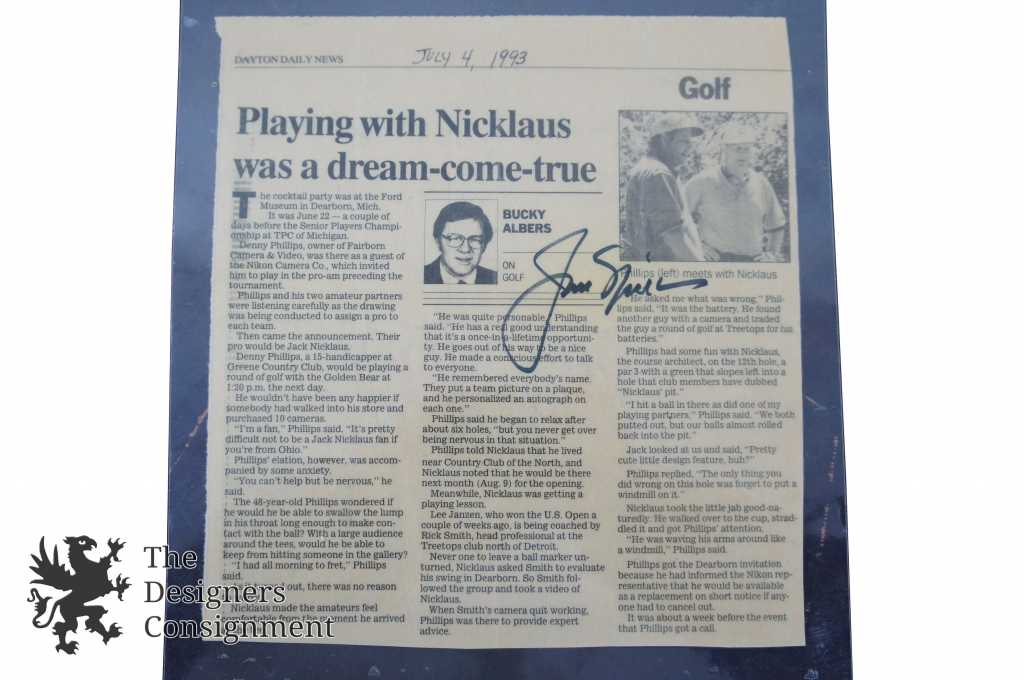 DAYTON DAILY NEWS
JULY 4, 1993
Golf
Playing with Nicklaus
was a dream-come-true
The cocktail party was at the Ford
Museum in Dearborn, Mich.
It was June 22 — a couple of
days before the Senior Players Champi-
onship at TPC of Michigan.
Denny Phillips, owner of Fairborn
Camera & Video, was there as a guest of
the Nikon Camera Co., which invited
him to play in the pro-am preceding the
tournament.
Phillips and his two amateur partners
were listening carefully as the drawing
was being conducted to assign a pro to
each team.
Then came the announcement. Their
pro would be Jack Nicklaus.
Denny Phillips, a 15-handicapper at
Greene Country Club, would be playing a
round of golf with the Golden Bear at
1:20 p.m. the next day.
He wouldn't have been any happier if
somebody had walked into his store and
purchased 10 cameras.
"I'm a fan," Phillips said. "It's pretty
difficult not to be a Jack Nicklaus fan if
you're from Ohio."
Phillips' elation, however, was accom-
panied by some anxiety.
"You can't help but be nervous," he
said.
The 48-year-old Phillips wondered if
he would he be able to swallow the lump
in his throat long enough to make con-
tact with the ball? With a large audience
around the tees, would he be able to
keep from hitting someone in the gallery?
"I had all morning to fret," Phillips
said.
out, there was no reason
Nicklaus made the amateurs feel
comfortable from the moment he arrived
BUCKY
ALBERS
ON
GOLF
"He was quite personable," Phillips
said. "He has a real good understanding
that it's a once-in-a-lifetime opportuni-
ty. He goes out of his way to be a nice
guy. He made a conscious effort to talk
to everyone.
"He remembered everybody's name.
They put a team picture on a plaque,
and he personalized an autograph on
each one."
Phillips said he began to relax after
about six holes, "but you never get over
being nervous in that situation."
Phillips told Nicklaus that he lived
near Country Club of the North, and
Nicklaus noted that he would be there
next month (Aug. 9) for the opening.
Meanwhile, Nicklaus was getting a
playing lesson.
Lee Janzen, who won the U.S. Open a
couple of weeks ago, is being coached by
Rick Smith, head professional at the
Treetops club north of Detroit.
Never one to leave a ball marker un-
turned, Nicklaus asked Smith to evaluate
his swing in Dearborn. So Smith fol-
lowed the group and took a video of
Nicklaus.
When Smith's camera quit working,
Phillips was there to provide expert
advice.
Phillips (left) meets with Nicklaus
"He asked me what was wrong," Phil-
lips said, "It was the battery. He found
another guy with a camera and traded
the guy a round of golf at Treetops for his
batteries."
Phillips had some fun with Nicklaus,
the course architect, on the 12th hole, a
par 3 with a green that slopes left into a
hole that club members have dubbed
"Nicklaus' pit."
"I hit a ball in there as did one of my
playing partners," Phillips said. "We both
putted out, but our balls almost rolled
back into the pit."
Jack looked at us and said, "Pretty
cute little design feature, huh?"
Phillips replied, "The only thing you
did wrong on this hole was forget to put a
windmill on it."
Nicklaus took the little jab good-na-
turedly. He walked over to the cup, strad-
dled it and got Phillips' attention.
"He was waving his arms around like
a windmill," Phillips said.
Phillips got the Dearborn invitation
because he had informed the Nikon rep-
resentative that he would be available
as a replacement on short notice if any-
one had to cancel out.
It was about a week before the event
that Phillips got a call.
The
Designers
Consignment